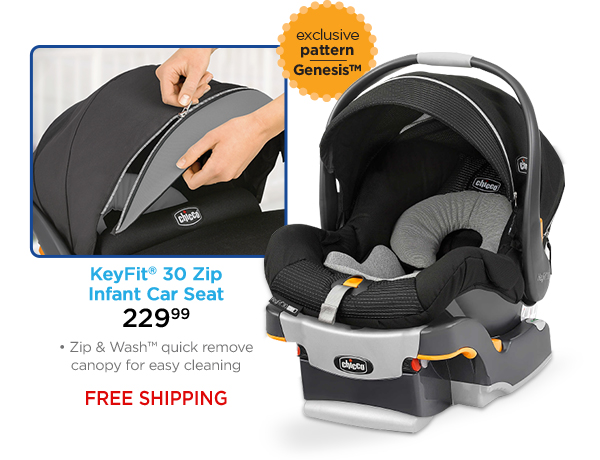 exclusive
pattern
Genesis™
chicco
chicco
KeyFit® 30 Zip
Infant Car Seat
229⁹⁹
• Zip & Wash™ quick remove
canopy for easy cleaning
FREE SHIPPING
chicco